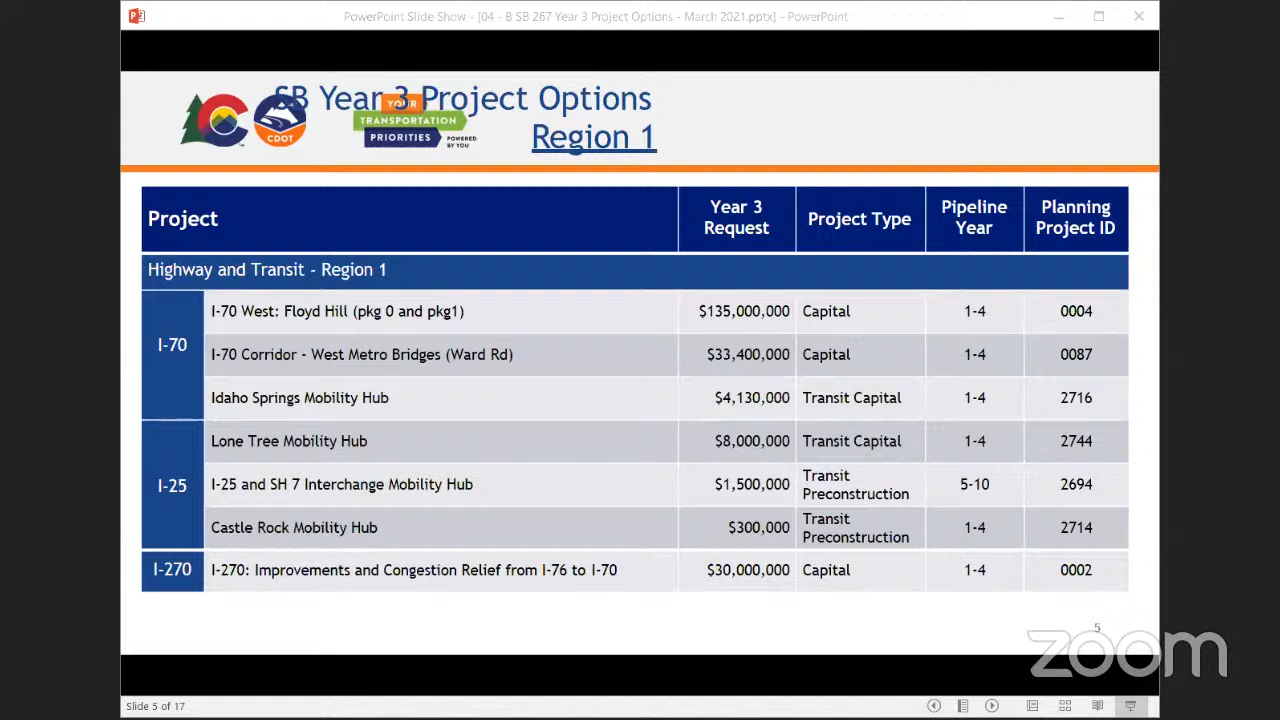 PowerPoint Slide Show - [04 - B SB 267 Year 3 Project Options - March 2021.pptx] - PowerPoint
SB Year 3 Project Options
Region 1
CDOT
YOUR
TRANSPORTATION
PRIORITIES
POWERED
BY YOU
Project
Year 3
Request
Project Type
Pipeline
Year
Planning
Project ID
Highway and Transit - Region 1
I-70
I-70 West: Floyd Hill (pkg 0 and pkg1)
$135,000,000
Capital
1-4
0004
I-70 Corridor - West Metro Bridges (Ward Rd)
$33,400,000
Capital
1-4
0087
Idaho Springs Mobility Hub
$4,130,000
Transit Capital
1-4
2716
I-25
Lone Tree Mobility Hub
$8,000,000
Transit Capital
1-4
2744
I-25 and SH 7 Interchange Mobility Hub
$1,500,000
Transit
Preconstruction
5-10
2694
Castle Rock Mobility Hub
$300,000
Transit
Preconstruction
1-4
2714
I-270
I-270: Improvements and Congestion Relief from I-76 to I-70
$30,000,000
Capital
1-4
0002
5
zoom
Slide 5 of 17